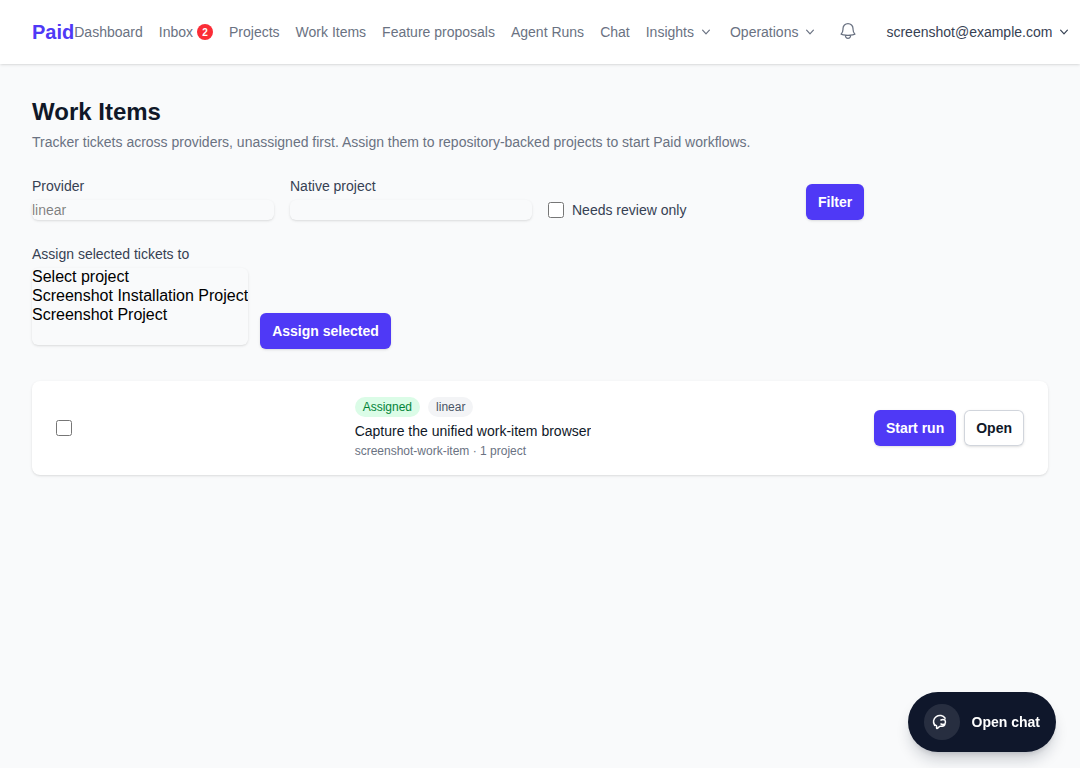 Paid Dashboard Inbox 2 Projects Work Items Feature proposals Agent Runs Chat Insights Operations screenshot@example.com
Work Items
Tracker tickets across providers, unassigned first. Assign them to repository-backed projects to start Paid workflows.
Provider Native project
linear Needs review only Filter
Assign selected tickets to
Select project
Screenshot Installation Project
Screenshot Project
Assign selected
Assigned linear
Capture the unified work-item browser
screenshot-work-item · 1 project
Start run Open
Open chat